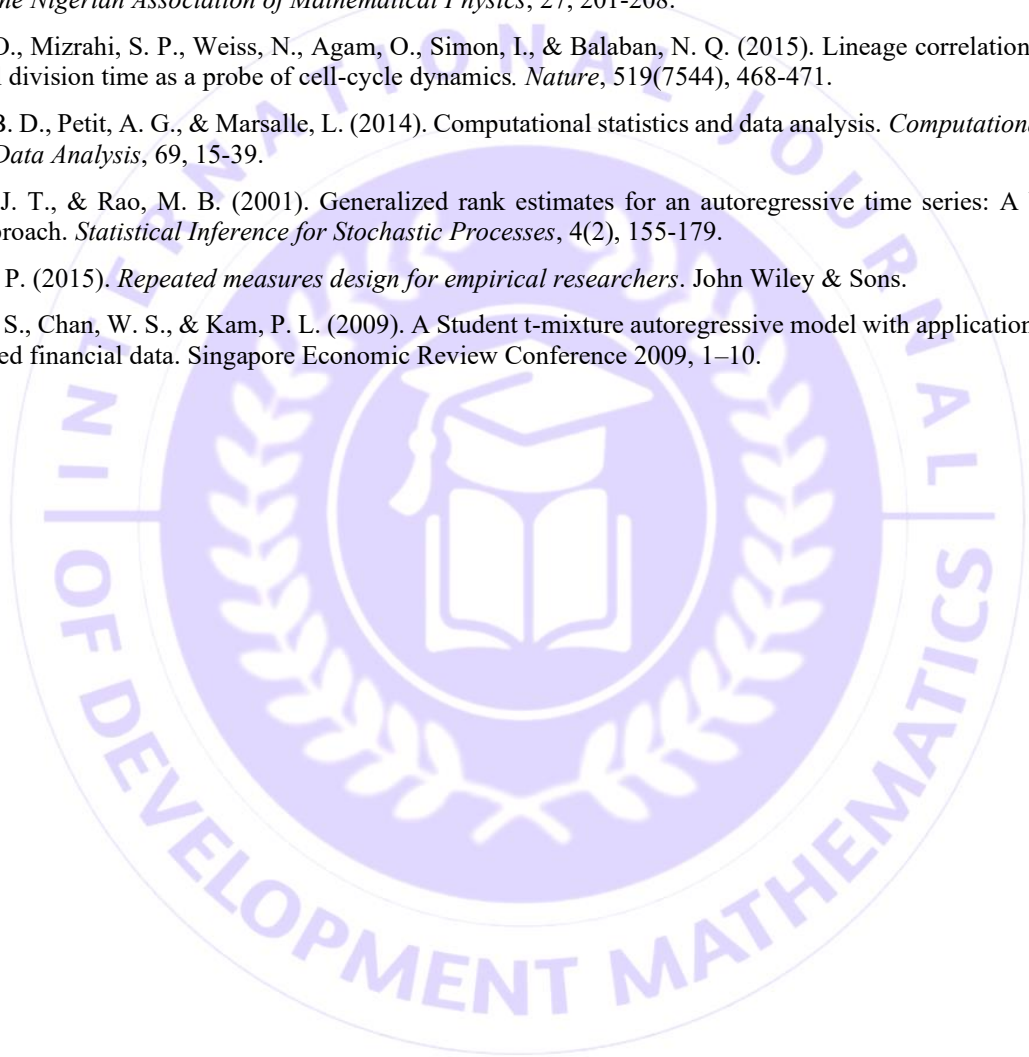 he Nigerian Association of Mathematical Physics, 27, 201-208.
O., Mizrahi, S. P., Weiss, N., Agam, O., Simon, I., & Balaban, N. Q. (2015). Lineage correlation
division time as a probe of cell-cycle dynamics. Nature, 519(7544), 468-471.
B. D., Petit, A. G., & Marsalle, L. (2014). Computational statistics and data analysis. Computation
Data Analysis, 69, 15-39.
J. T., & Rao, M. B. (2001). Generalized rank estimates for an autoregressive time series: A
roach. Statistical Inference for Stochastic Processes, 4(2), 155-179.
P. (2015). Repeated measures design for empirical researchers. John Wiley & Sons.
S., Chan, W. S., & Kam, P. L. (2009). A Student t-mixture autoregressive model with application
ed financial data. Singapore Economic Review Conference 2009, 1–10.
INTERNATIONAL JOURNAL
OF DEVELOPMENT MATHEMATICS